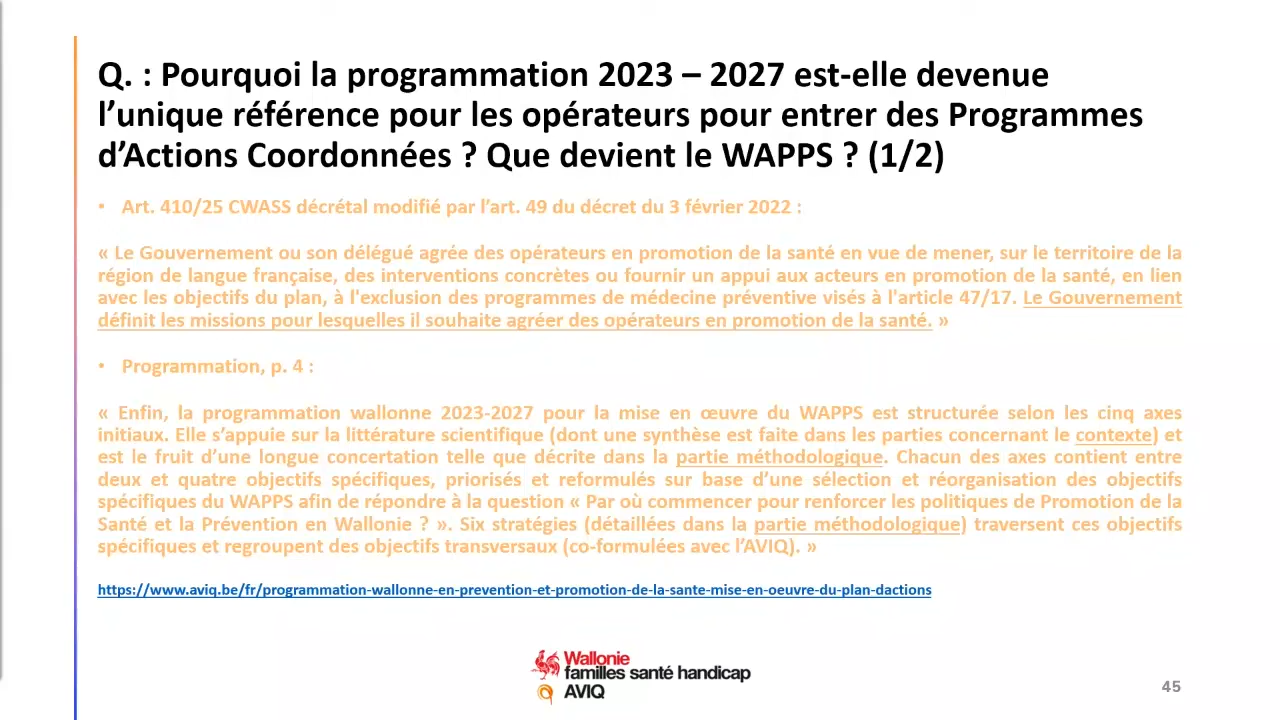 Q. : Pourquoi la programmation 2023 – 2027 est-elle devenue
l’unique référence pour les opérateurs pour entrer des Programmes
d’Actions Coordonnées ? Que devient le WAPPS ? (1/2)
• Art. 410/25 CWASS décrétal modifié par l’art. 49 du décret du 3 février 2022 :
« Le Gouvernement ou son délégué agrée des opérateurs en promotion de la santé en vue de mener, sur le territoire de la
région de langue française, des interventions concrètes ou fournir un appui aux acteurs en promotion de la santé, en lien
avec les objectifs du plan, à l'exclusion des programmes de médecine préventive visés à l'article 47/17. Le Gouvernement
définit les missions pour lesquelles il souhaite agréer des opérateurs en promotion de la santé. »
• Programmation, p. 4 :
« Enfin, la programmation wallonne 2023-2027 pour la mise en œuvre du WAPPS est structurée selon les cinq axes
initiaux. Elle s’appuie sur la littérature scientifique (dont une synthèse est faite dans les parties concernant le contexte) et
est le fruit d’une longue concertation telle que décrite dans la partie méthodologique. Chacun des axes contient entre
deux et quatre objectifs spécifiques, priorisés et reformulés sur base d’une sélection et réorganisation des objectifs
spécifiques du WAPPS afin de répondre à la question « Par où commencer pour renforcer les politiques de Promotion de la
Santé et la Prévention en Wallonie ? ». Six stratégies (détaillées dans la partie méthodologique) traversent ces objectifs
spécifiques et regroupent des objectifs transversaux (co-formulées avec l’AVIQ). »
https://www.aviq.be/fr/programmation-wallonne-en-prevention-et-promotion-de-la-sante-mise-en-oeuvre-du-plan-dactions
Wallonie
familles santé handicap
AVIQ
45